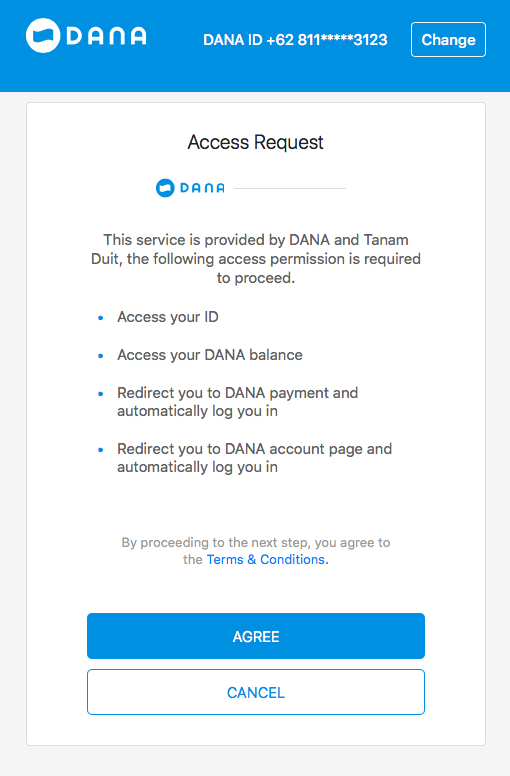 DANA
DANA ID +62 811*****3123
Change
Access Request
DANA
This service is provided by DANA and Tanam
Duit, the following access permission is required
to proceed.
Access your ID
Access your DANA balance
Redirect you to DANA payment and
automatically log you in
Redirect you to DANA account page and
automatically log you in
By proceeding to the next step, you agree to
the Terms & Conditions.
AGREE
CANCEL